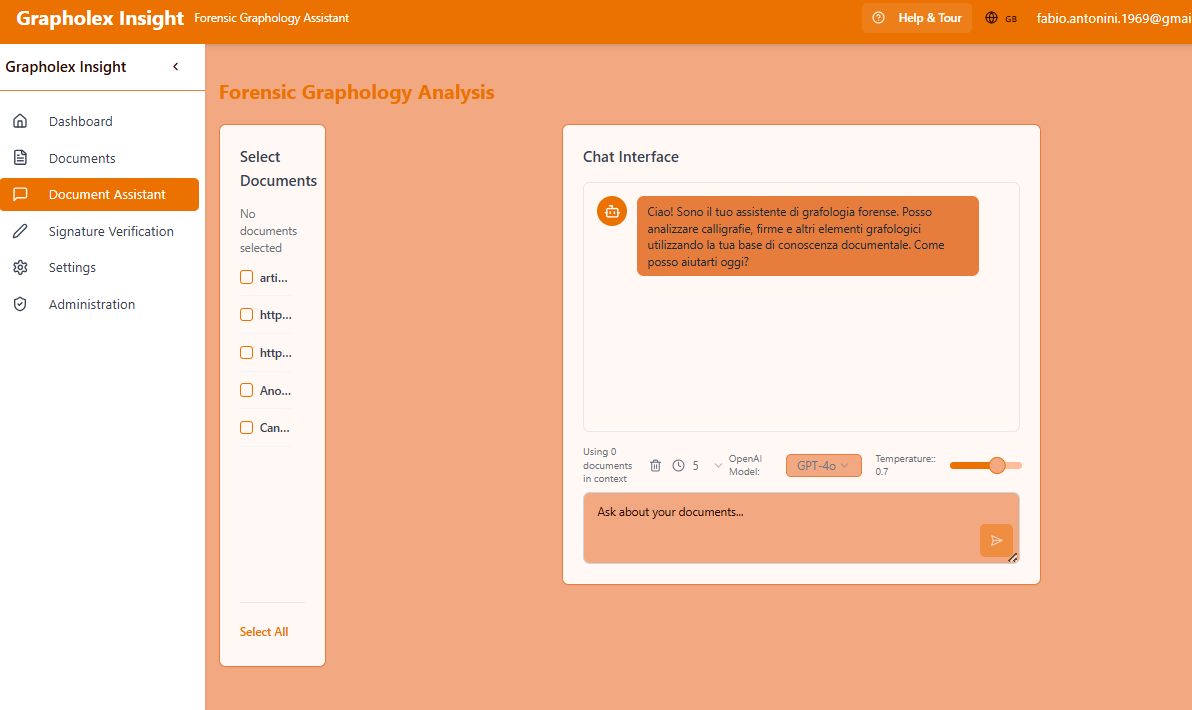 Grapholex Insight Forensic Graphology Assistant Help & Tour GB fabio.antonini.1969@gmai
Grapholex Insight
Dashboard
Documents
Document Assistant
Signature Verification
Settings
Administration
Forensic Graphology Analysis
Select
Documents
No
documents
selected
arti...
http...
http...
Ano...
Can...
Select All
Chat Interface
Ciao! Sono il tuo assistente di grafologia forense. Posso
analizzare calligrafie, firme e altri elementi grafologici
utilizzando la tua base di conoscenza documentale. Come
posso aiutarti oggi?
Using 0
documents
in context
5
OpenAI
Model:
GPT-4o
Temperature::
0.7
Ask about your documents...